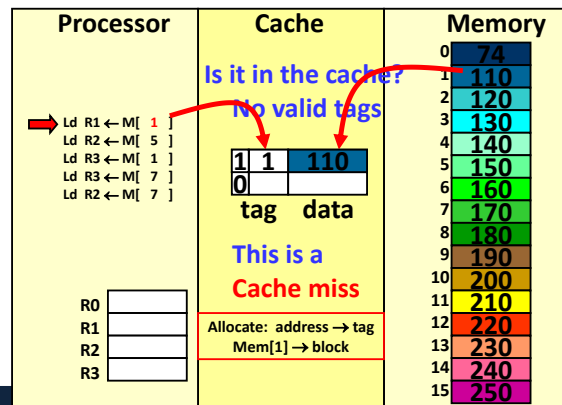 Processor
Ld R1 ← M[ 1 ]
Ld R2 ← M[ 5 ]
Ld R3 ← M[ 1 ]
Ld R3 ← M[ 7 ]
Ld R2 ← M[ 7 ]
R0
R1
R2
R3
Cache
Is it in the cache?
No valid tags
1 1 110
0
tag data
This is a
Cache miss
Allocate: address → tag
Mem[1] → block
Memory
0 74
1 110
2 120
3 130
4 140
5 150
6 160
7 170
8 180
9 190
10 200
11 210
12 220
13 230
14 240
15 250